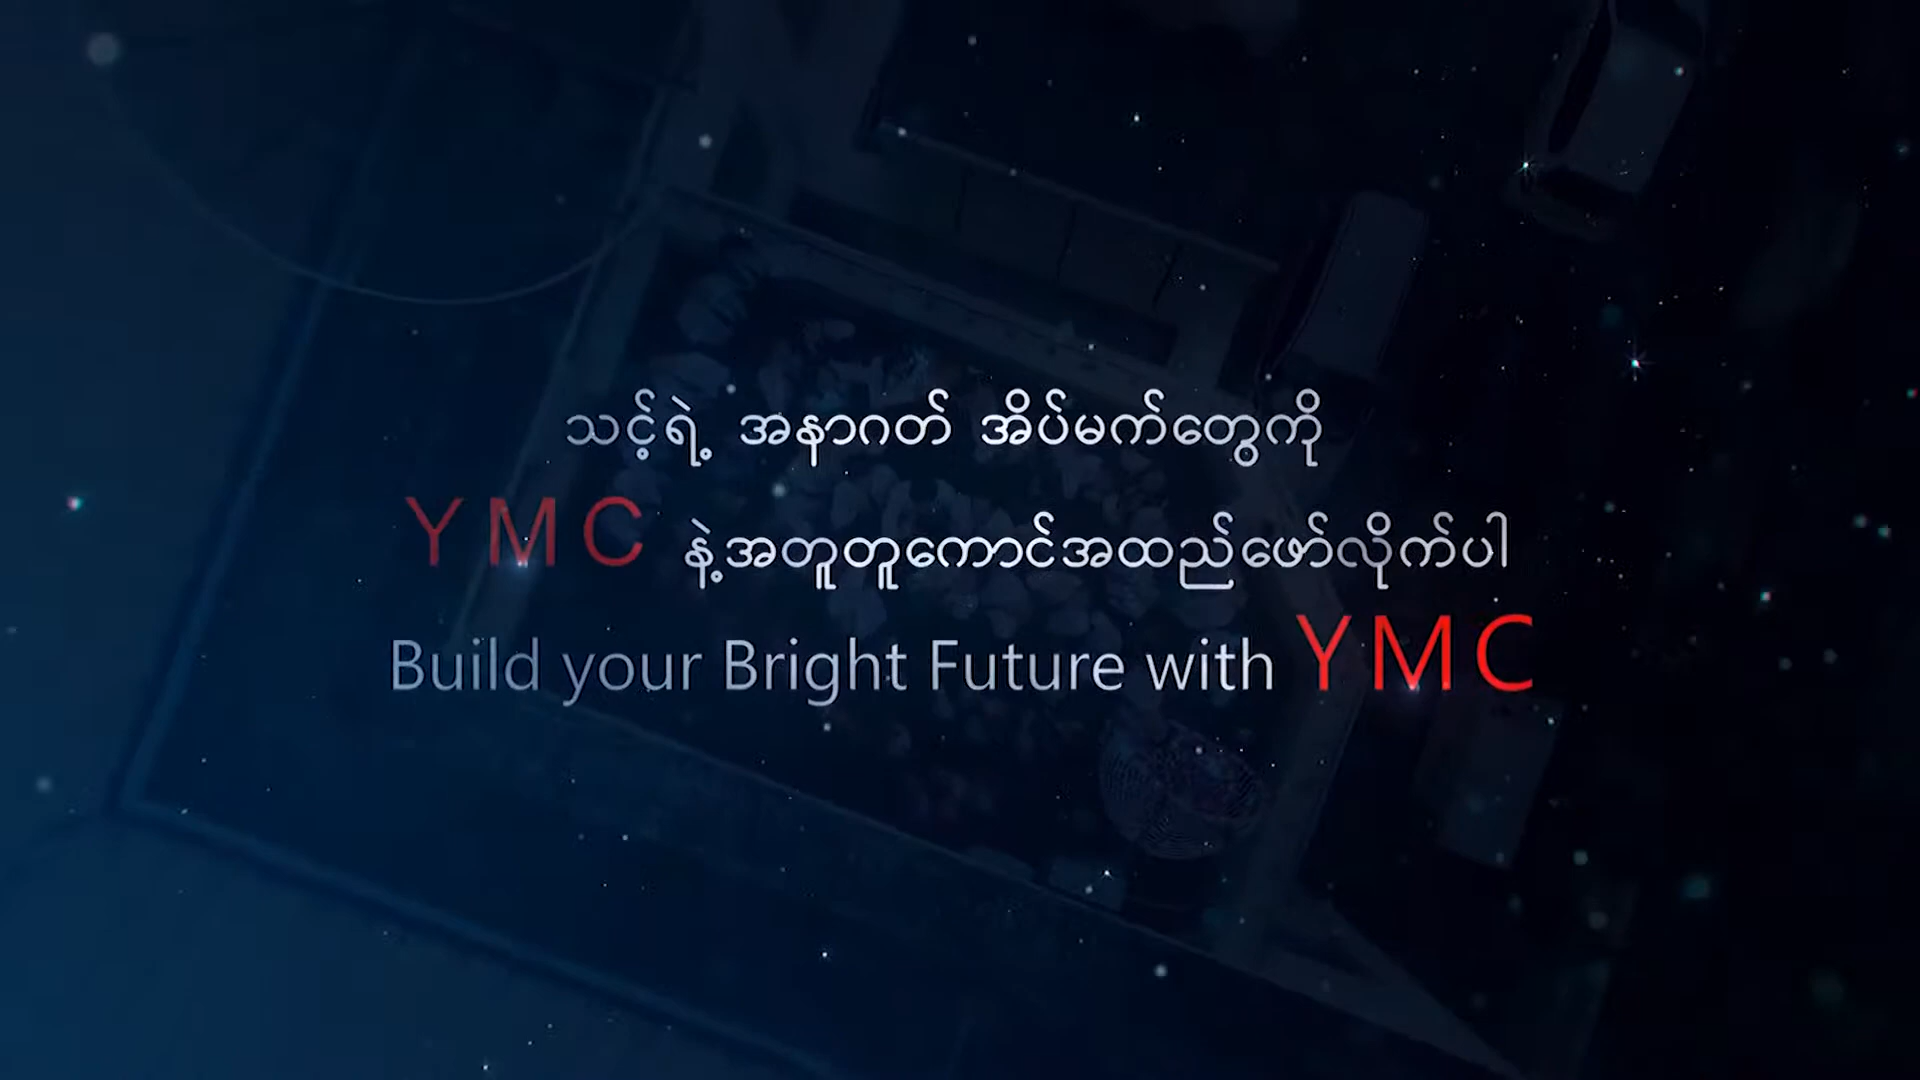 သင့်ရဲ့ အနာဂတ် အိပ်မက်တွေကို
YMC နဲ့အတူတူကောင်အထည်ဖော်လိုက်ပါ
Build your Bright Future with YMC